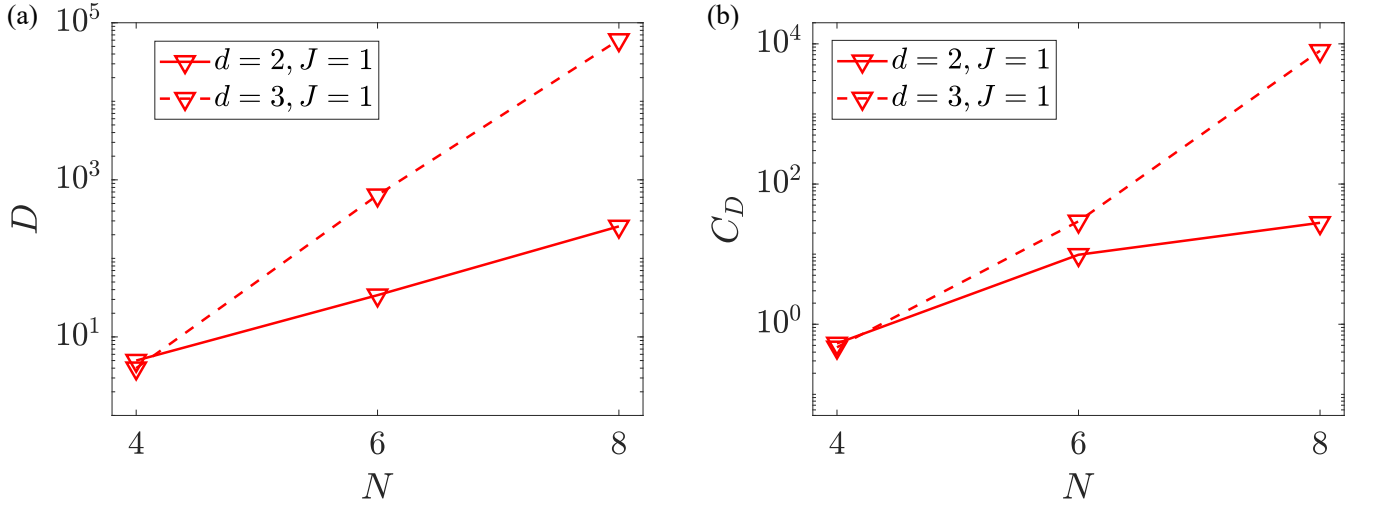 (a)
10^5
10^3
10^1
D
d = 2, J = 1
d = 3, J = 1
4 6 8
N
(b)
10^4
10^2
10^0
C_D
d = 2, J = 1
d = 3, J = 1
4 6 8
N